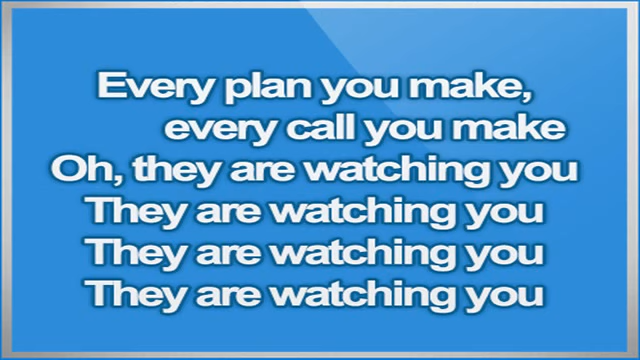 Every plan you make,
every call you make
Oh, they are watching you
They are watching you
They are watching you
They are watching you